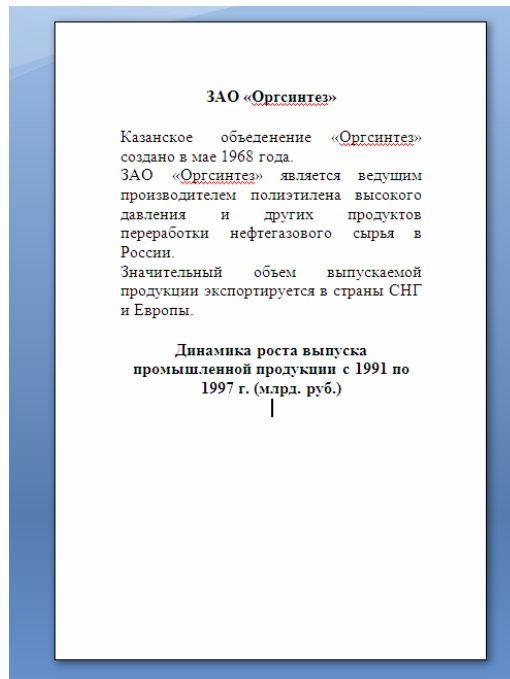 ЗАО «Оргсинтез»
Казанское объеденение «Оргсинтез»
создано в мае 1968 года.
ЗАО «Оргсинтез» является ведущим
производителем полиэтилена высокого
давления и других продуктов
переработки нефтегазового сырья в
России.
Значительный объем выпускаемой
продукции экспортируется в страны СНГ
и Европы.
Динамика роста выпуска
промышленной продукции с 1991 по
1997 г. (млрд. руб.)